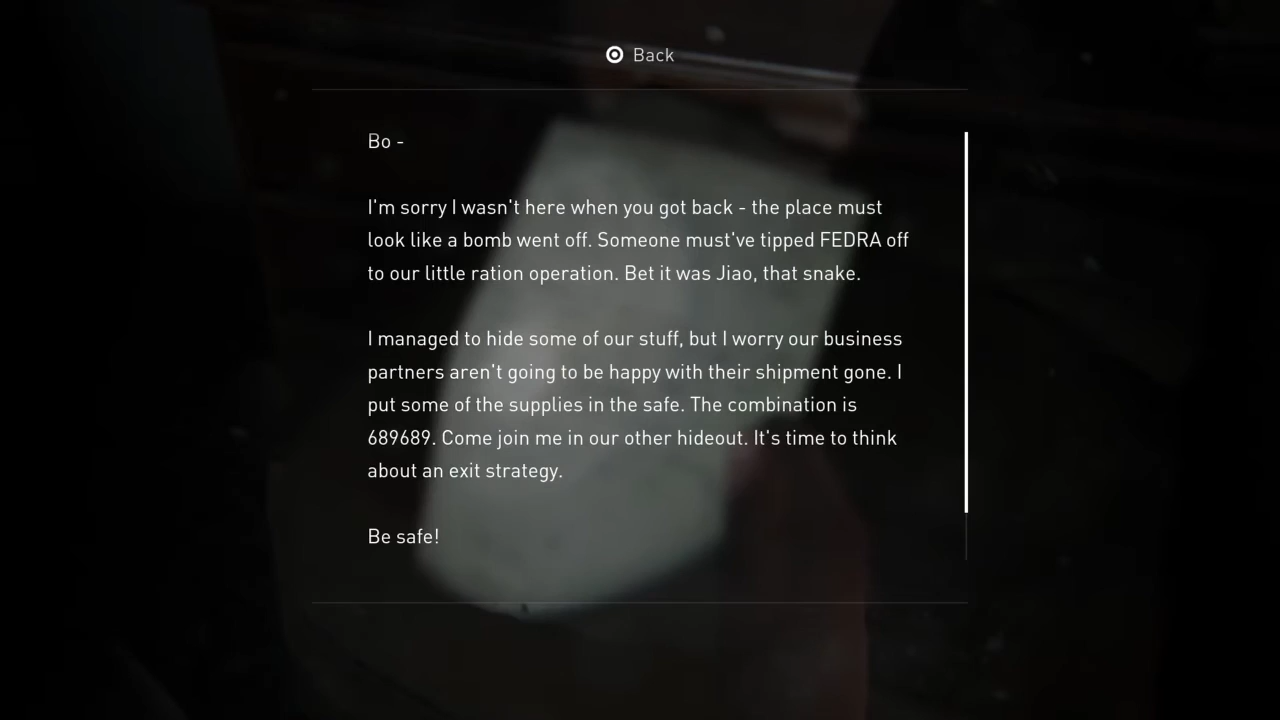 Back
Bo -
I'm sorry I wasn't here when you got back - the place must
look like a bomb went off. Someone must've tipped FEDRA off
to our little ration operation. Bet it was Jiao, that snake.
I managed to hide some of our stuff, but I worry our business
partners aren't going to be happy with their shipment gone. I
put some of the supplies in the safe. The combination is
689689. Come join me in our other hideout. It's time to think
about an exit strategy.
Be safe!